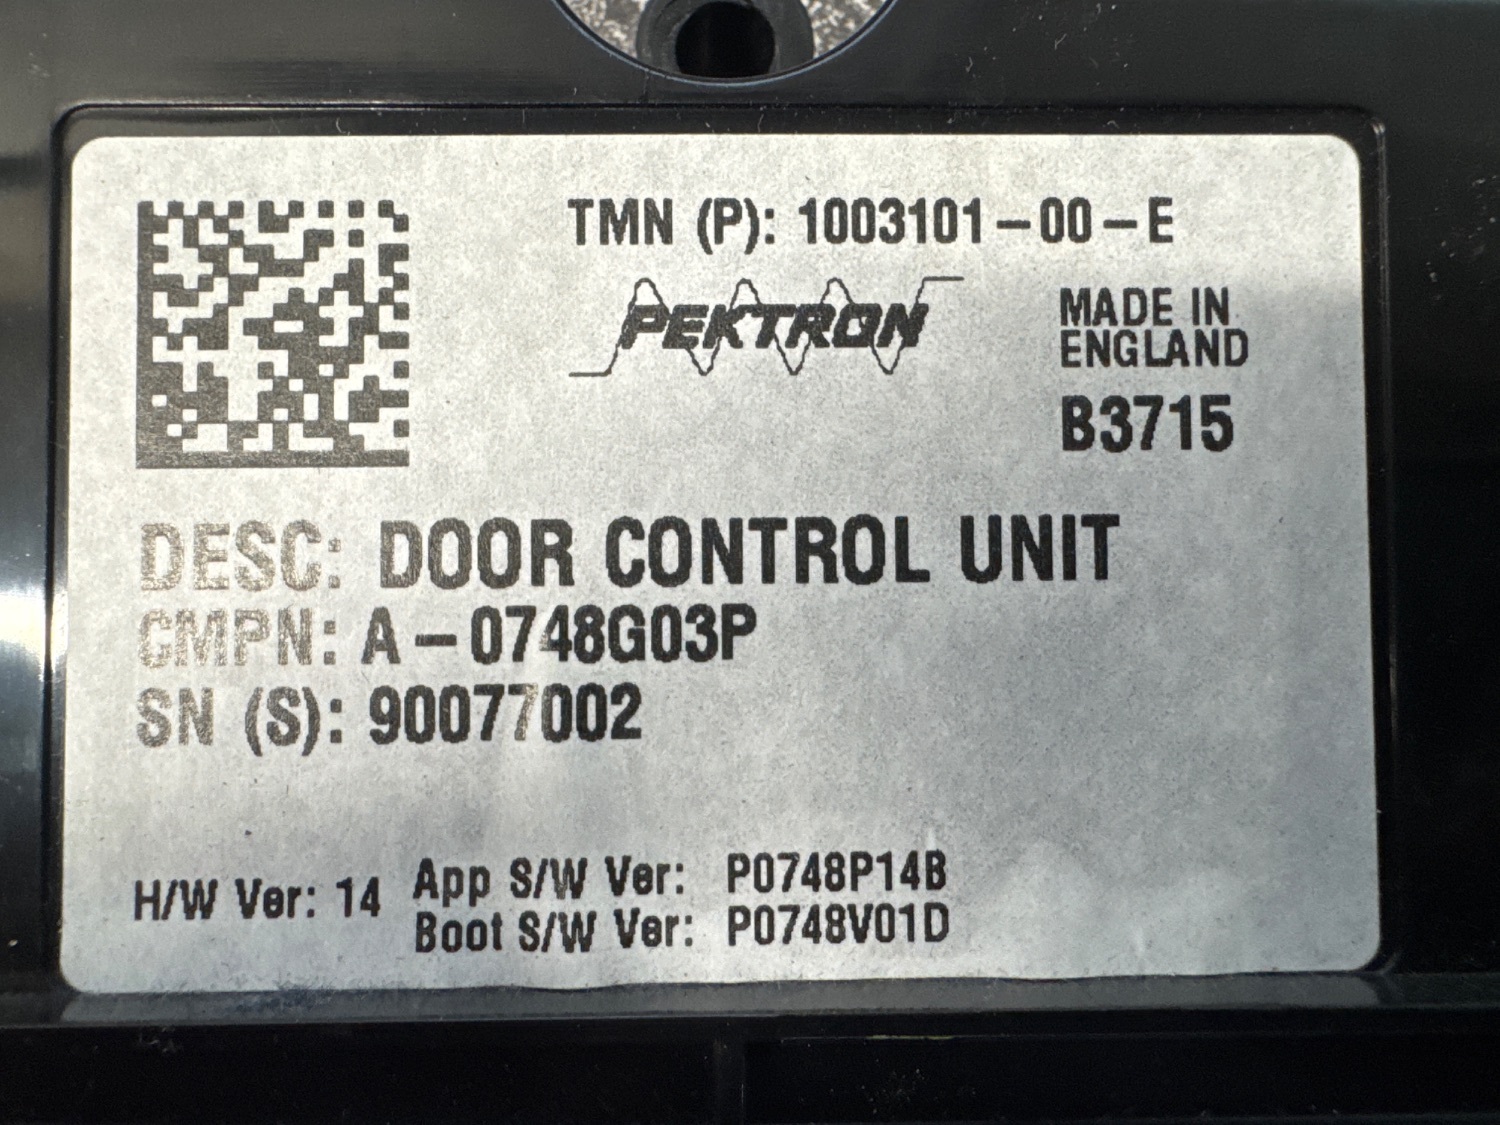 TMN (P): 1003101-00-E
PEKTRON
MADE IN
ENGLAND
B3715
DESC: DOOR CONTROL UNIT
CMPN: A-0748G03P
SN (S): 90077002
H/W Ver: 14
App S/W Ver: P0748P14B
Boot S/W Ver: P0748V01D